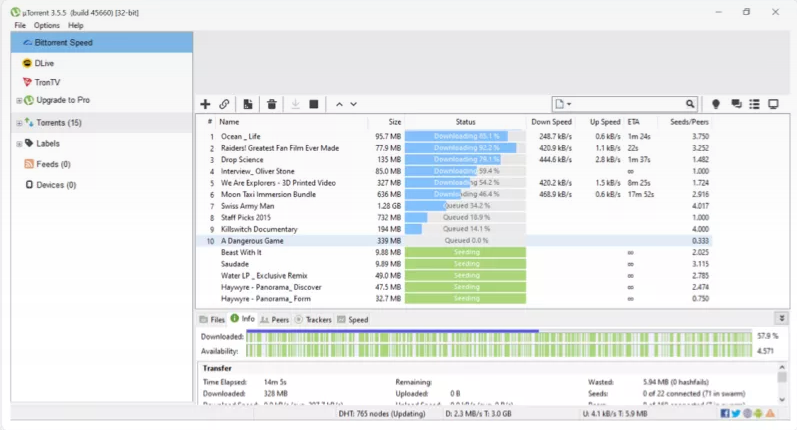 µTorrent 3.5.5 (build 45660) [32-bit]
File Options Help
Bittorrent Speed
DLive
TronTV
Upgrade to Pro
Torrents (15)
Labels
Feeds (0)
Devices (0)
# Name Size Status Down Speed Up Speed ETA Seeds/Peers
1 Ocean _ Life 95.7 MB Downloading 85.1 % 248.7 kB/s 0.6 kB/s 1m 24s 3.750
2 Raiders! Greatest Fan Film Ever Made 77.9 MB Downloading 92.2 % 420.9 kB/s 1.1 kB/s 22s 3.252
3 Drop Science 135 MB Downloading 79.1 % 444.6 kB/s 2.8 kB/s 1m 37s 1.482
4 Interview_ Oliver Stone 85.0 MB Downloading 59.4 % ∞ 1.000
5 We Are Explorers - 3D Printed Video 327 MB Downloading 54.2 % 420.2 kB/s 1.5 kB/s 8m 25s 1.724
6 Moon Taxi Immersion Bundle 636 MB Downloading 46.4 % 468.9 kB/s 0.6 kB/s 17m 52s 2.916
7 Swiss Army Man 1.28 GB Queued 34.2 % 4.017
8 Staff Picks 2015 732 MB Queued 18.9 % 1.000
9 Killswitch Documentary 194 MB Queued 14.1 % 4.000
10 A Dangerous Game 339 MB Queued 0.0 % 0.333
Beast With It 9.88 MB Seeding ∞ 2.025
Saudade 9.89 MB Seeding ∞ 3.115
Water LP _ Exclusive Remix 49.0 MB Seeding ∞ 2.785
Haywyre - Panorama_ Discover 47.5 MB Seeding ∞ 2.474
Haywyre - Panorama_ Form 32.7 MB Seeding ∞ 0.750
Files Info Peers Trackers Speed
Downloaded: 57.9 %
Availability: 4.571
Transfer
Time Elapsed: 14m 5s Remaining: Wasted: 5.94 MB (0 hashfails)
Downloaded: 328 MB Uploaded: 0 B Seeds: 0 of 22 connected (71 in swarm)
DHT: 765 nodes (Updating) D: 2.3 MB/s T: 3.0 GB U: 4.1 kB/s T: 5.9 MB